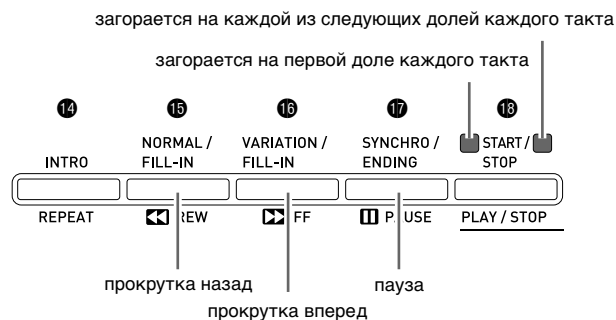 загорается на каждой из следующих долей каждого такта
загорается на первой доле каждого такта
14 15 16 17 18
INTRO
NORMAL /
FILL-IN
VARIATION /
FILL-IN
SYNCHRO /
ENDING
START /
STOP
REPEAT
REW
FF
PAUSE
PLAY / STOP
прокрутка назад
прокрутка вперед
пауза